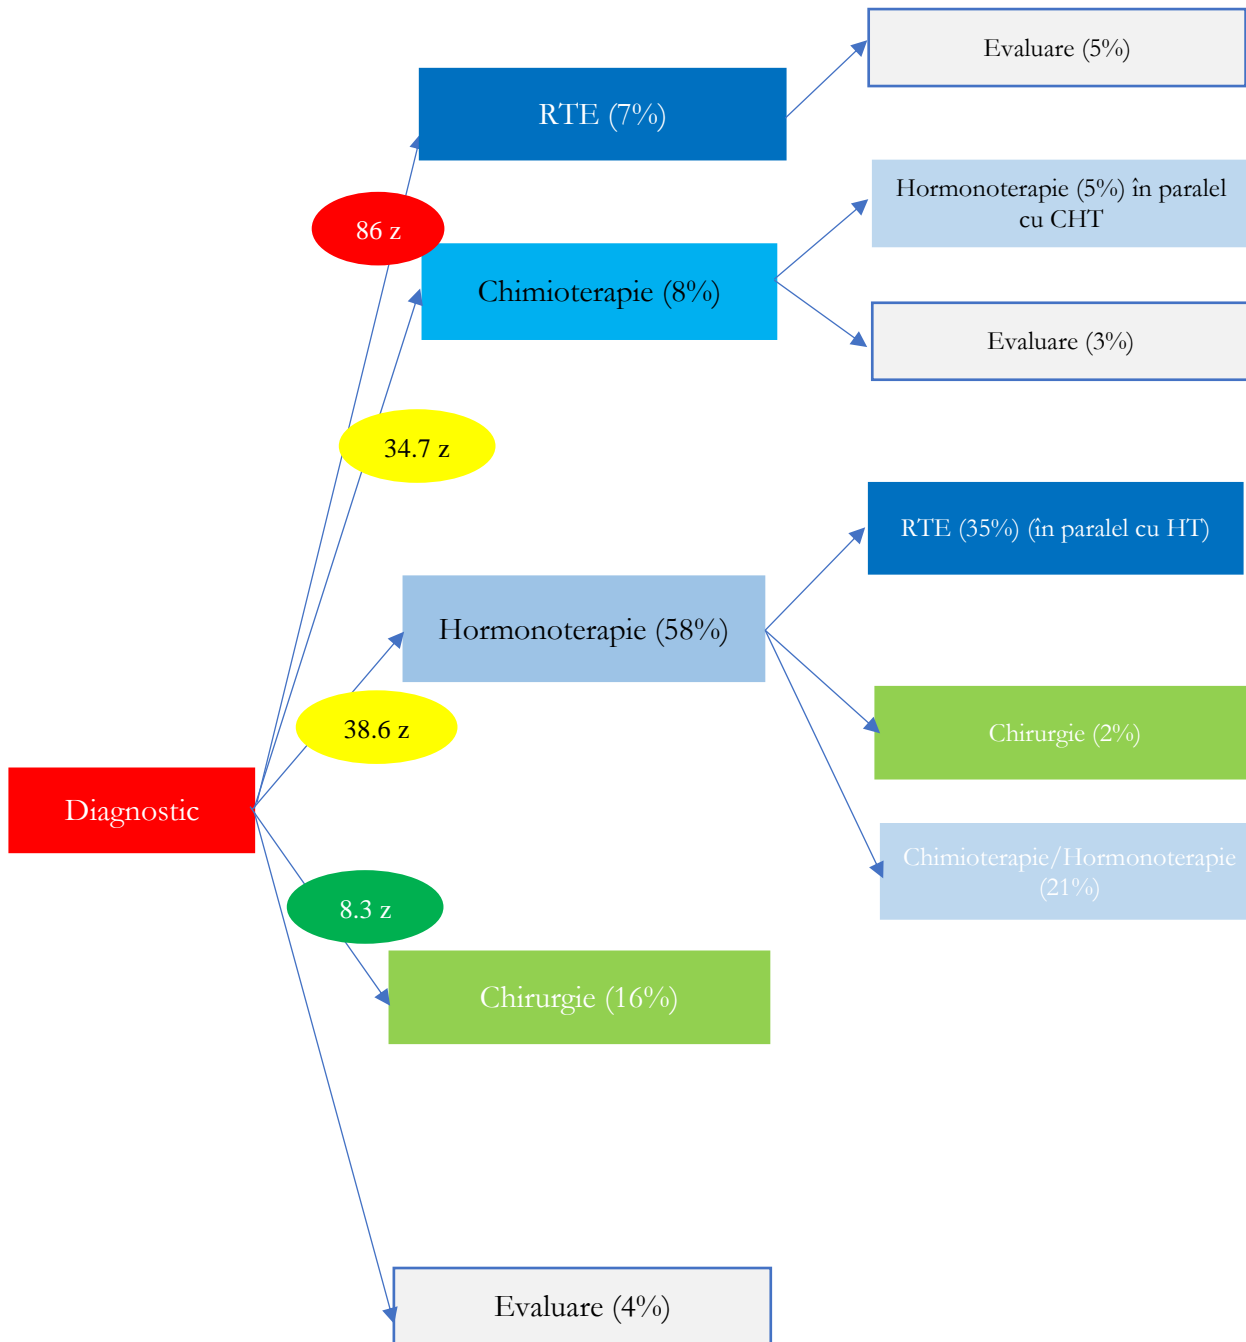 Evaluare (5%)
RTE (7%)
Hormonoterapie (5%) în paralel
cu CHT
86 z
Chimioterapie (8%)
Evaluare (3%)
34.7 z
RTE (35%) (în paralel cu HT)
Hormonoterapie (58%)
38.6 z
Chirurgie (2%)
Diagnostic
Chimioterapie/Hormonoterapie
(21%)
8.3 z
Chirurgie (16%)
Evaluare (4%)